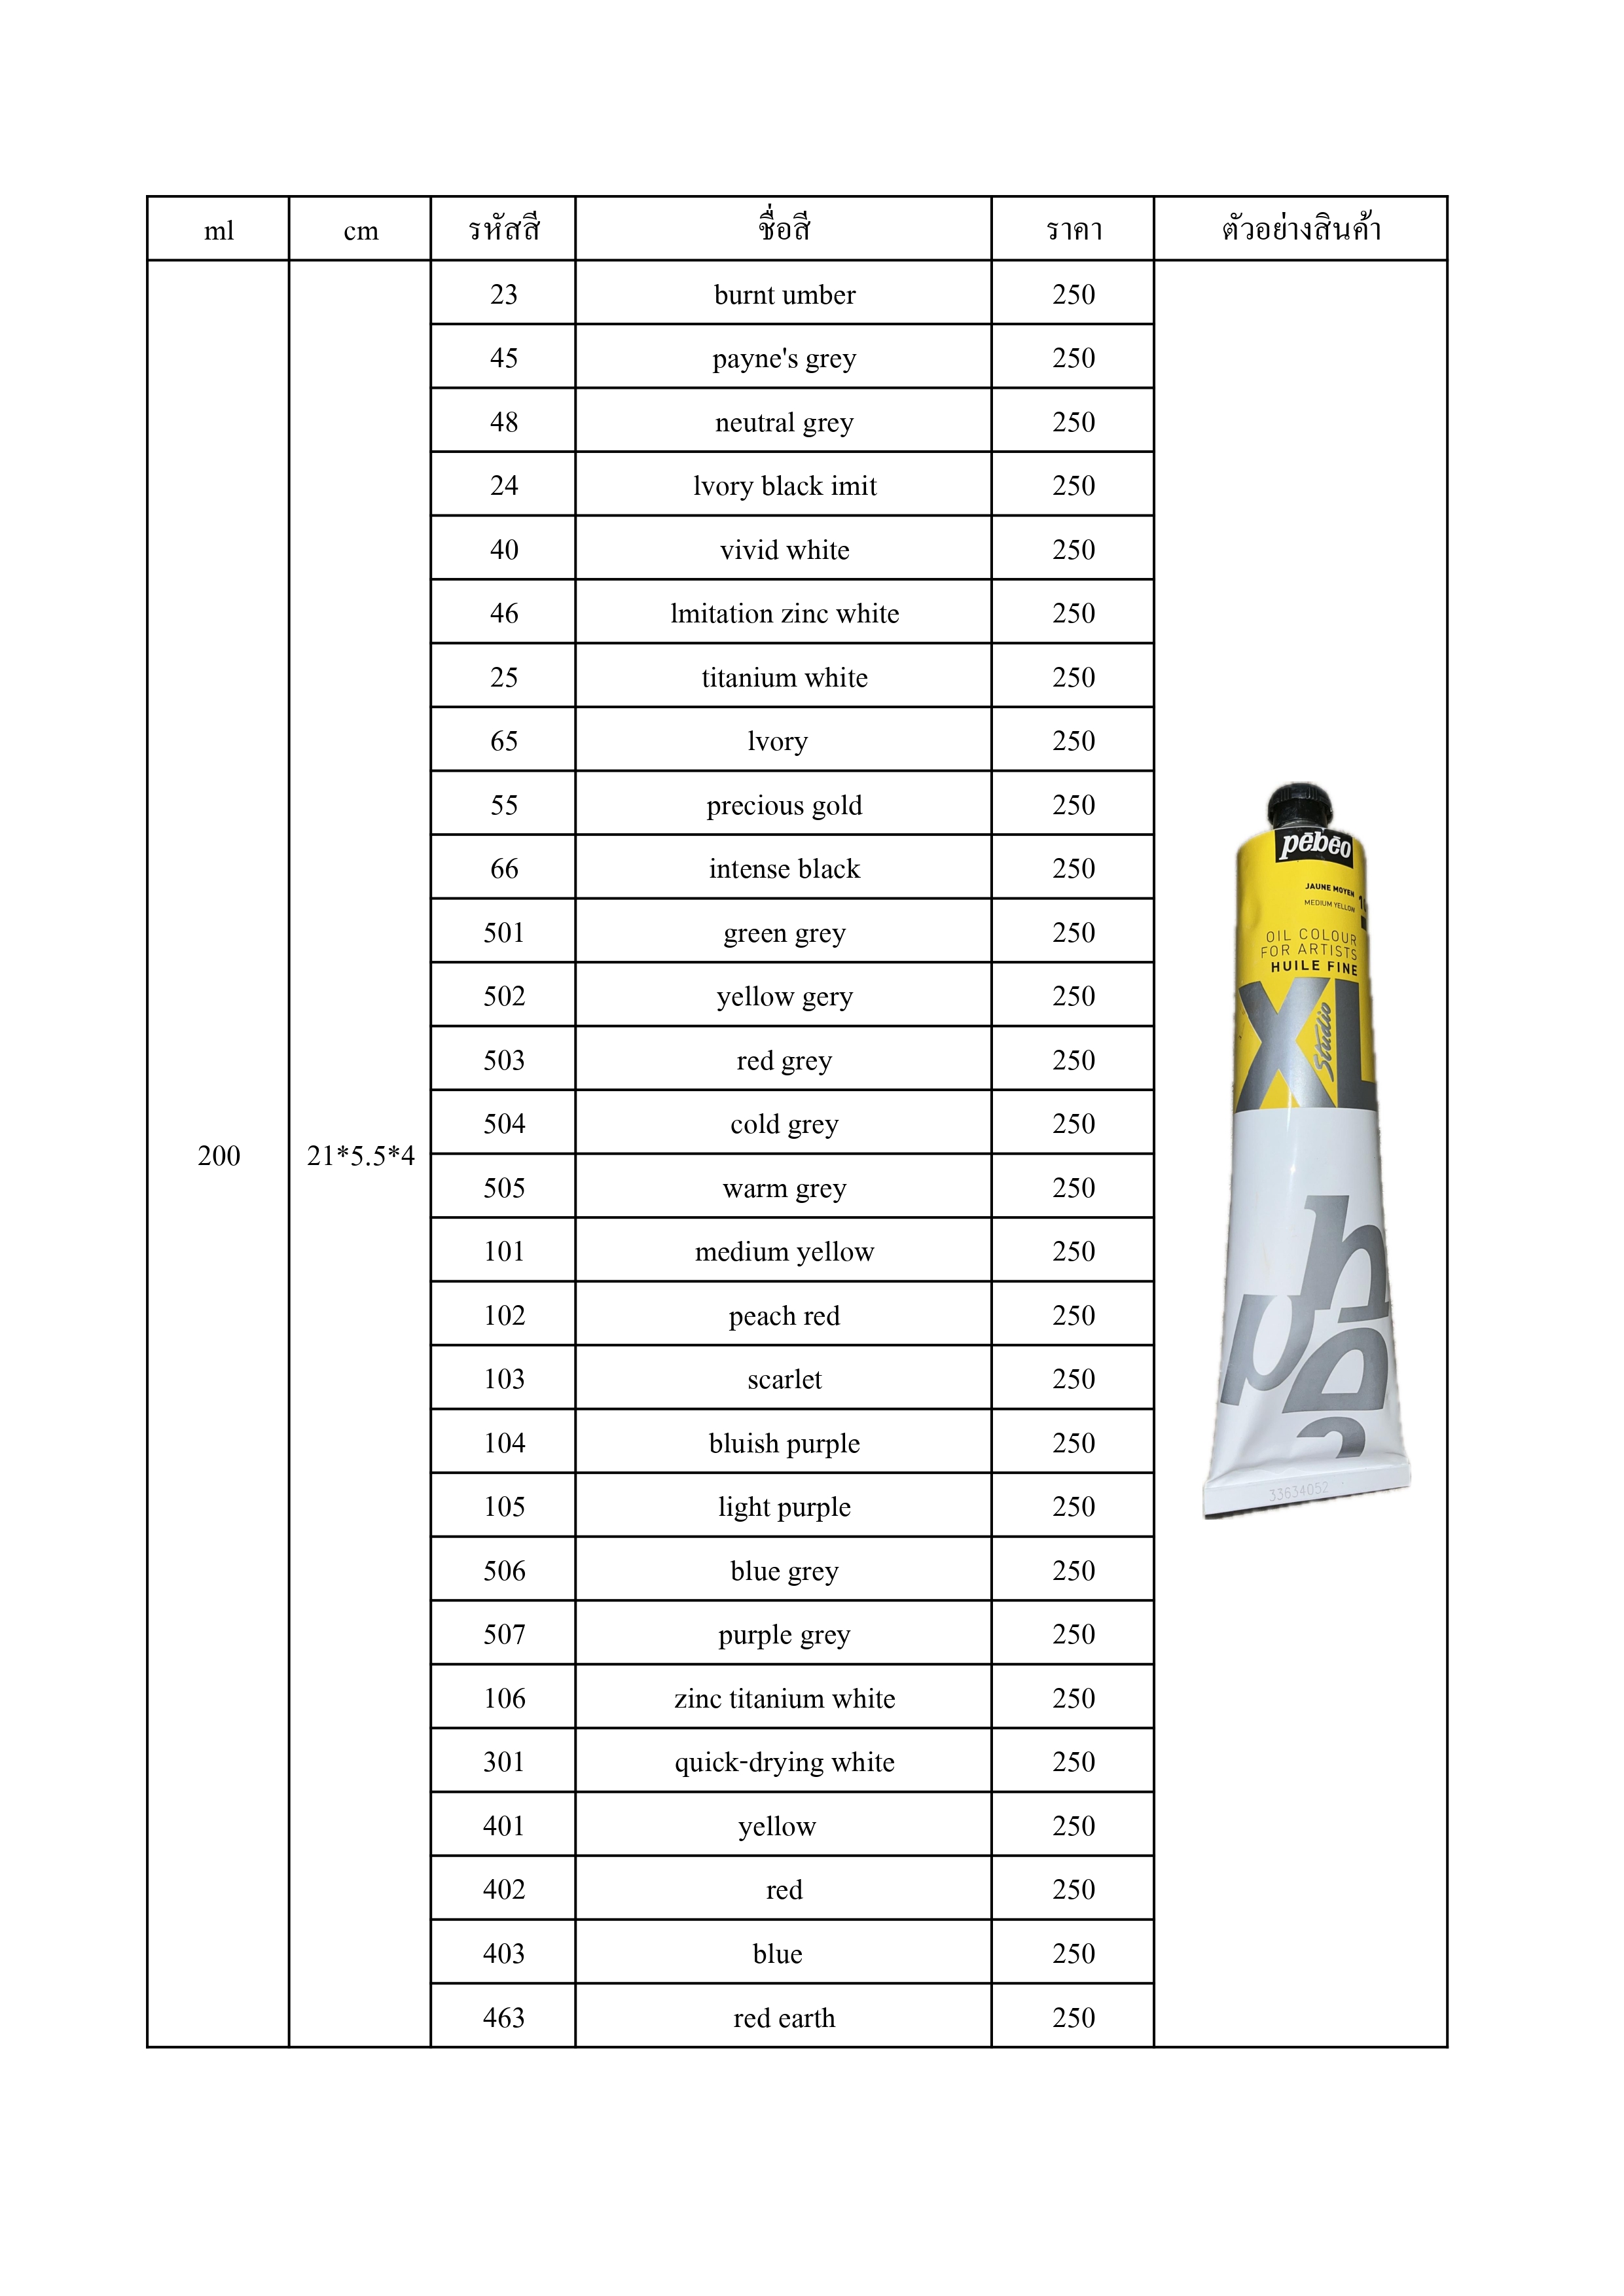 ml cm รหัสสี ชื่อสี ราคา ตัวอย่างสินค้า
23 burnt umber 250
45 payne's grey 250
48 neutral grey 250
24 lvory black imit 250
40 vivid white 250
46 lmitation zinc white 250
25 titanium white 250
65 lvory 250
55 precious gold 250
66 intense black 250
501 green grey 250
502 yellow gery 250
503 red grey 250
504 cold grey 250
200 21*5.5*4
505 warm grey 250
101 medium yellow 250
102 peach red 250
103 scarlet 250
104 bluish purple 250
105 light purple 250
506 blue grey 250
507 purple grey 250
106 zinc titanium white 250
301 quick-drying white 250
401 yellow 250
402 red 250
403 blue 250
463 red earth 250
pēbēo
JAUNE MOYEN
MEDIUM YELLOW
OIL COLOUR
FOR ARTISTS
HUILE FINE
XL
Studio
33634052